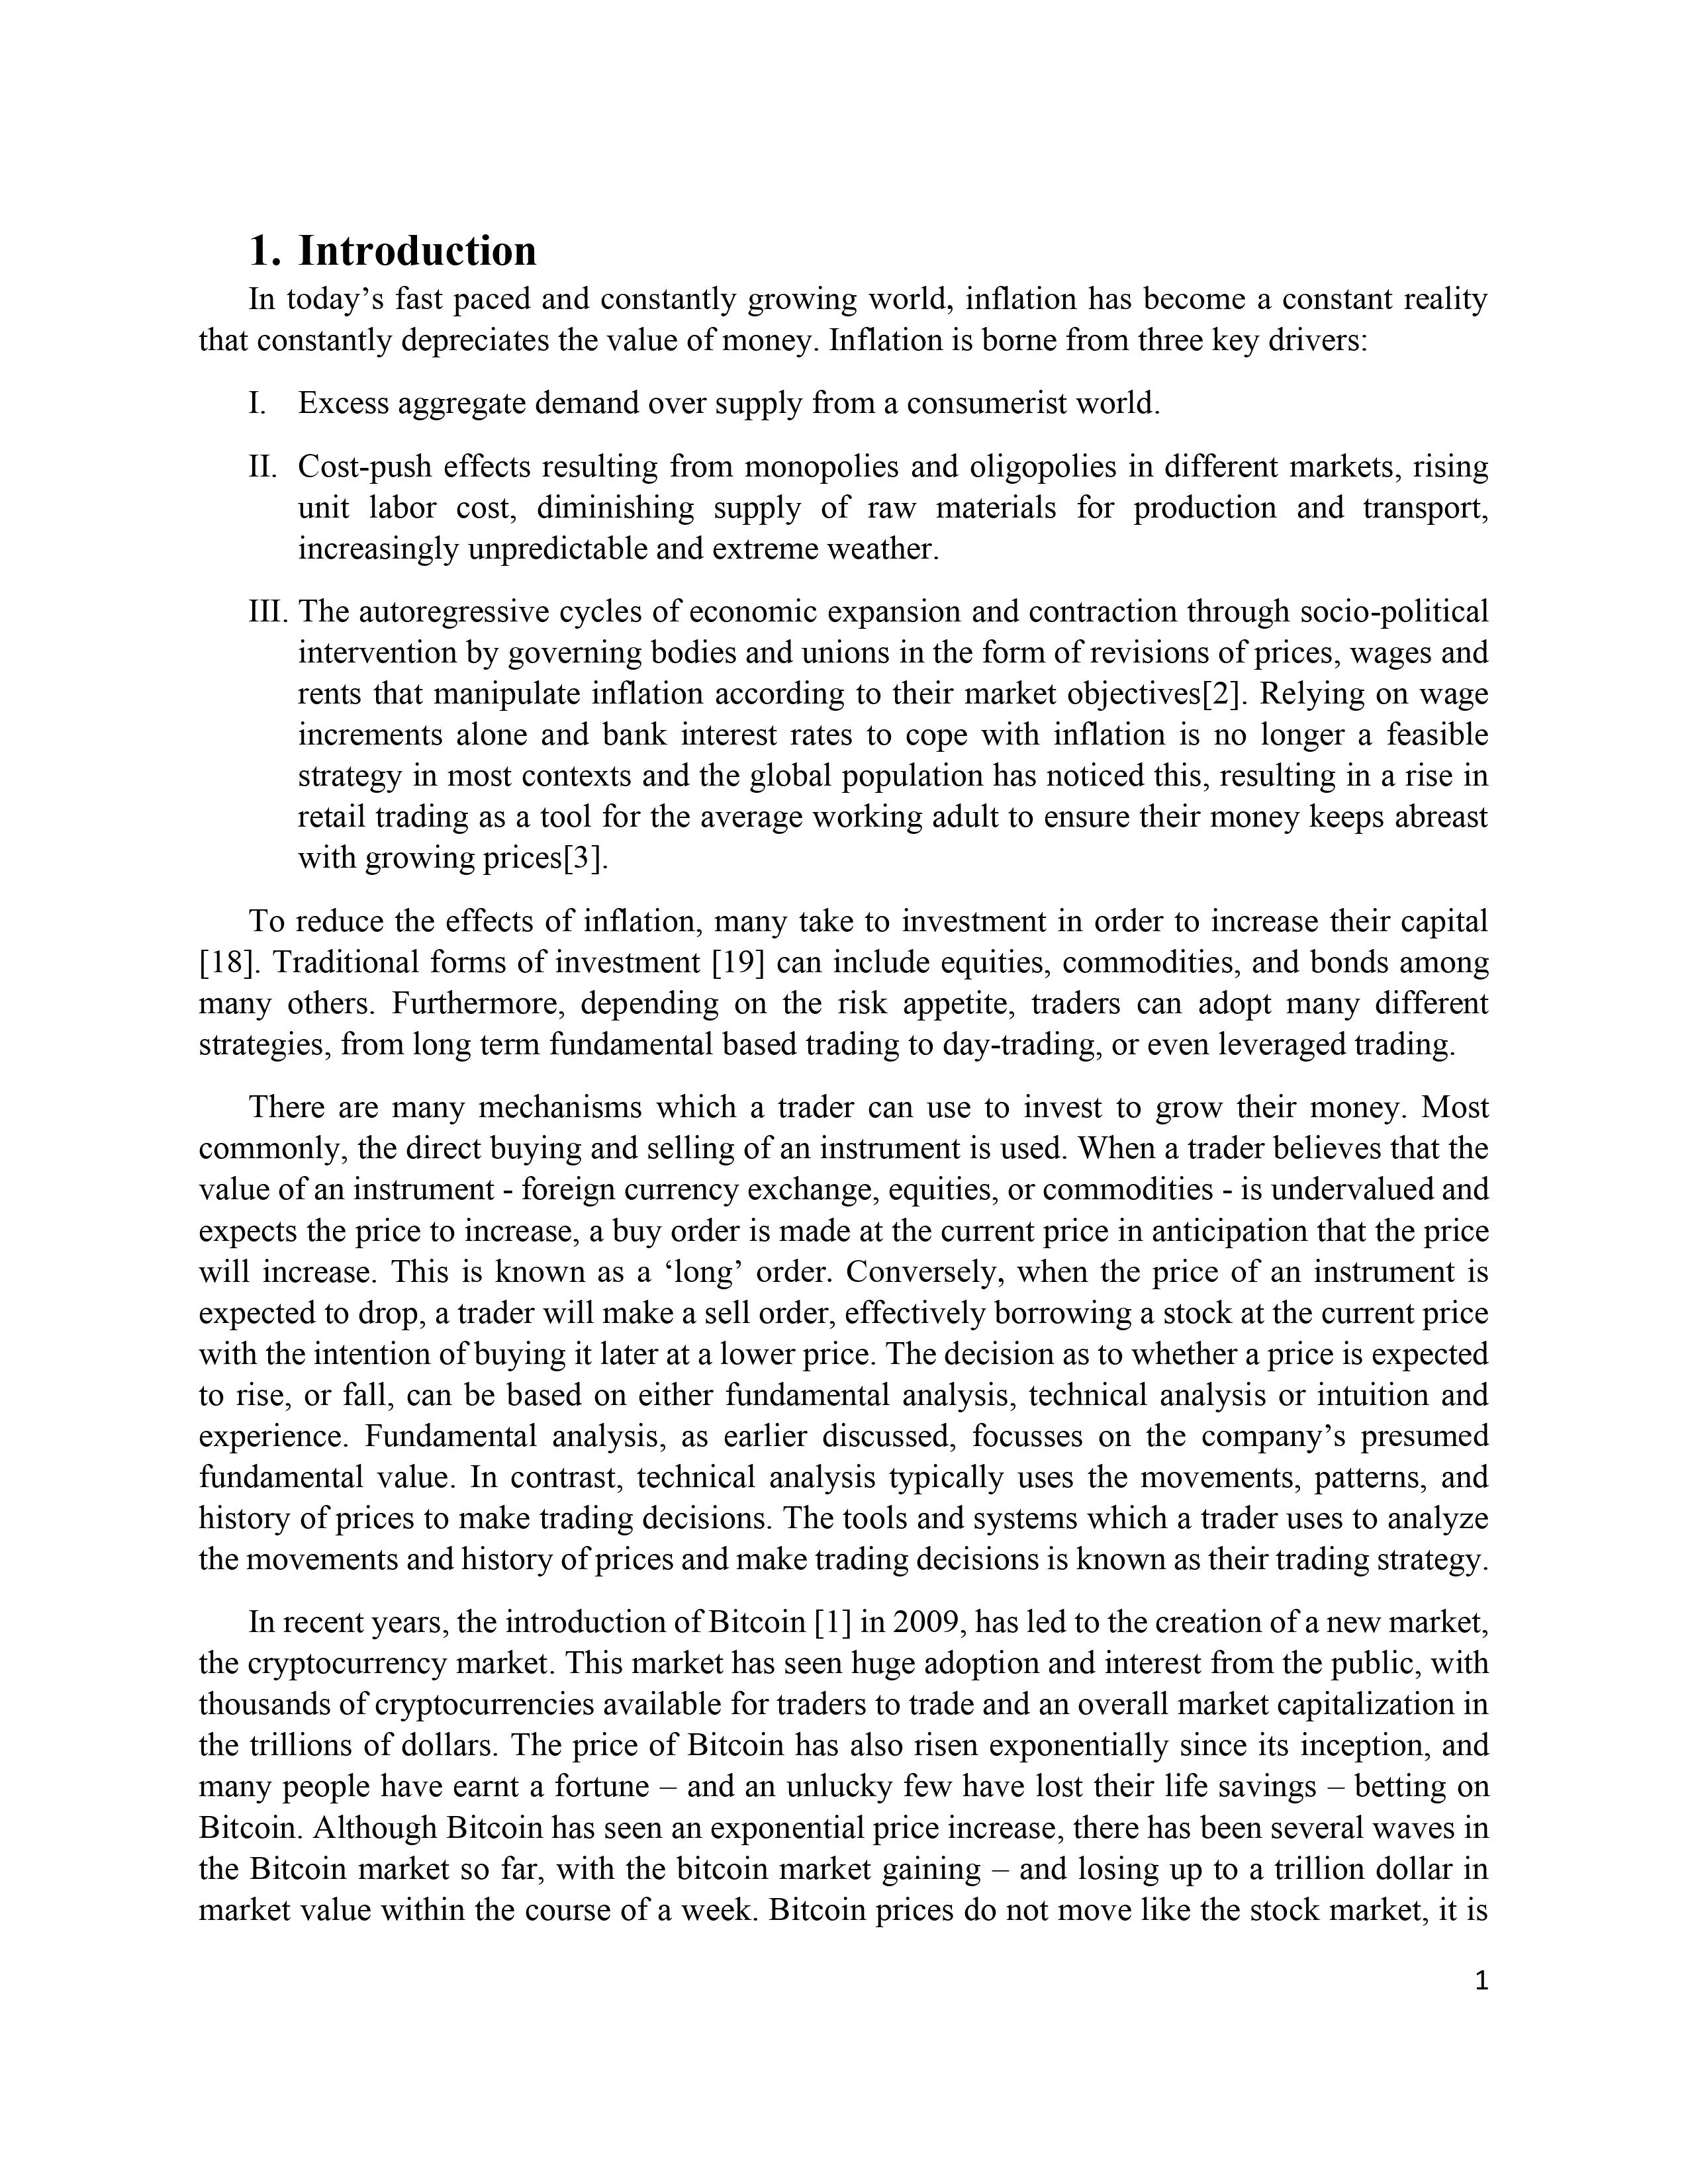 1. Introduction
In today’s fast paced and constantly growing world, inflation has become a constant reality
that constantly depreciates the value of money. Inflation is borne from three key drivers:
I. Excess aggregate demand over supply from a consumerist world.
II. Cost-push effects resulting from monopolies and oligopolies in different markets, rising
unit labor cost, diminishing supply of raw materials for production and transport,
increasingly unpredictable and extreme weather.
III. The autoregressive cycles of economic expansion and contraction through socio-political
intervention by governing bodies and unions in the form of revisions of prices, wages and
rents that manipulate inflation according to their market objectives[2]. Relying on wage
increments alone and bank interest rates to cope with inflation is no longer a feasible
strategy in most contexts and the global population has noticed this, resulting in a rise in
retail trading as a tool for the average working adult to ensure their money keeps abreast
with growing prices[3].
To reduce the effects of inflation, many take to investment in order to increase their capital
[18]. Traditional forms of investment [19] can include equities, commodities, and bonds among
many others. Furthermore, depending on the risk appetite, traders can adopt many different
strategies, from long term fundamental based trading to day-trading, or even leveraged trading.
There are many mechanisms which a trader can use to invest to grow their money. Most
commonly, the direct buying and selling of an instrument is used. When a trader believes that the
value of an instrument - foreign currency exchange, equities, or commodities - is undervalued and
expects the price to increase, a buy order is made at the current price in anticipation that the price
will increase. This is known as a ‘long’ order. Conversely, when the price of an instrument is
expected to drop, a trader will make a sell order, effectively borrowing a stock at the current price
with the intention of buying it later at a lower price. The decision as to whether a price is expected
to rise, or fall, can be based on either fundamental analysis, technical analysis or intuition and
experience. Fundamental analysis, as earlier discussed, focusses on the company’s presumed
fundamental value. In contrast, technical analysis typically uses the movements, patterns, and
history of prices to make trading decisions. The tools and systems which a trader uses to analyze
the movements and history of prices and make trading decisions is known as their trading strategy.
In recent years, the introduction of Bitcoin [1] in 2009, has led to the creation of a new market,
the cryptocurrency market. This market has seen huge adoption and interest from the public, with
thousands of cryptocurrencies available for traders to trade and an overall market capitalization in
the trillions of dollars. The price of Bitcoin has also risen exponentially since its inception, and
many people have earnt a fortune – and an unlucky few have lost their life savings – betting on
Bitcoin. Although Bitcoin has seen an exponential price increase, there has been several waves in
the Bitcoin market so far, with the bitcoin market gaining – and losing up to a trillion dollar in
market value within the course of a week. Bitcoin prices do not move like the stock market, it is
1